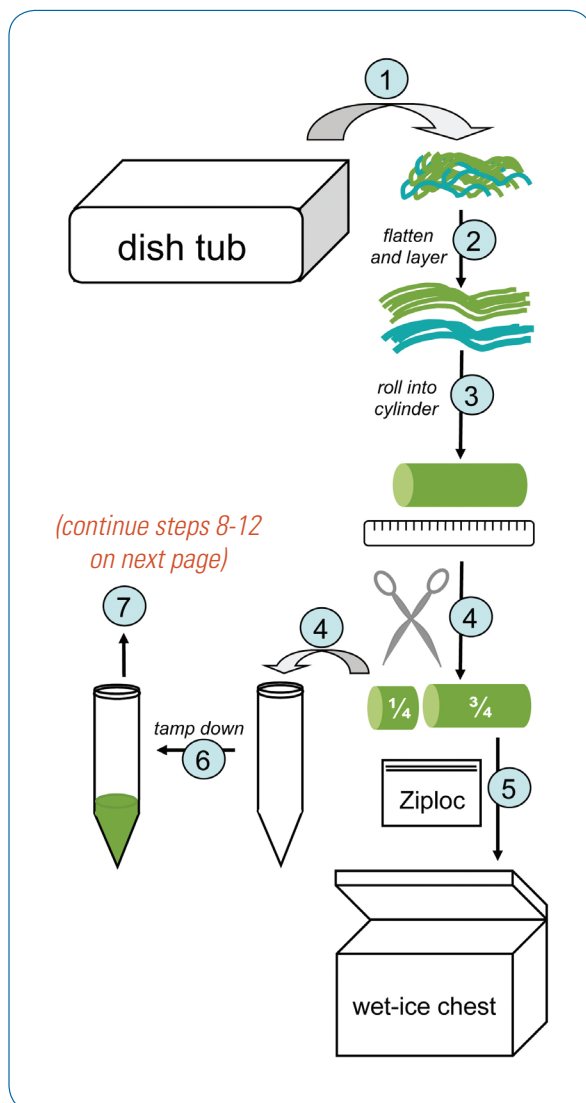 1
dish tub
flatten
and layer
2
roll into
cylinder
3
(continue steps 8-12
on next page)
7
4
4
¼
¾
tamp down
6
Ziploc
5
wet-ice chest